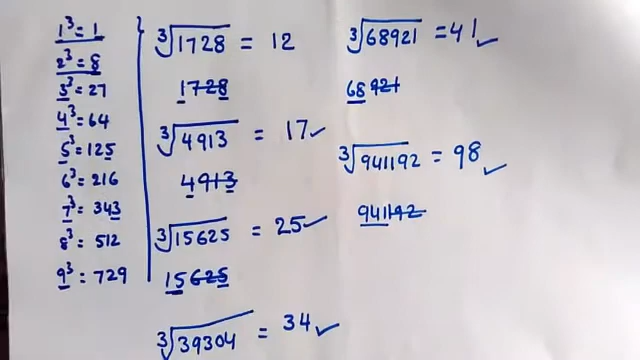 1³ = 1
2³ = 8
3³ = 27
4³ = 64
5³ = 125
6³ = 216
7³ = 343
8³ = 512
9³ = 729
∛1728 = 12
1728
∛4913 = 17 ✓
4913
∛15625 = 25 ✓
15625
∛39304 = 34 ✓
∛68921 = 41 ✓
68921
∛941192 = 98 ✓
941192